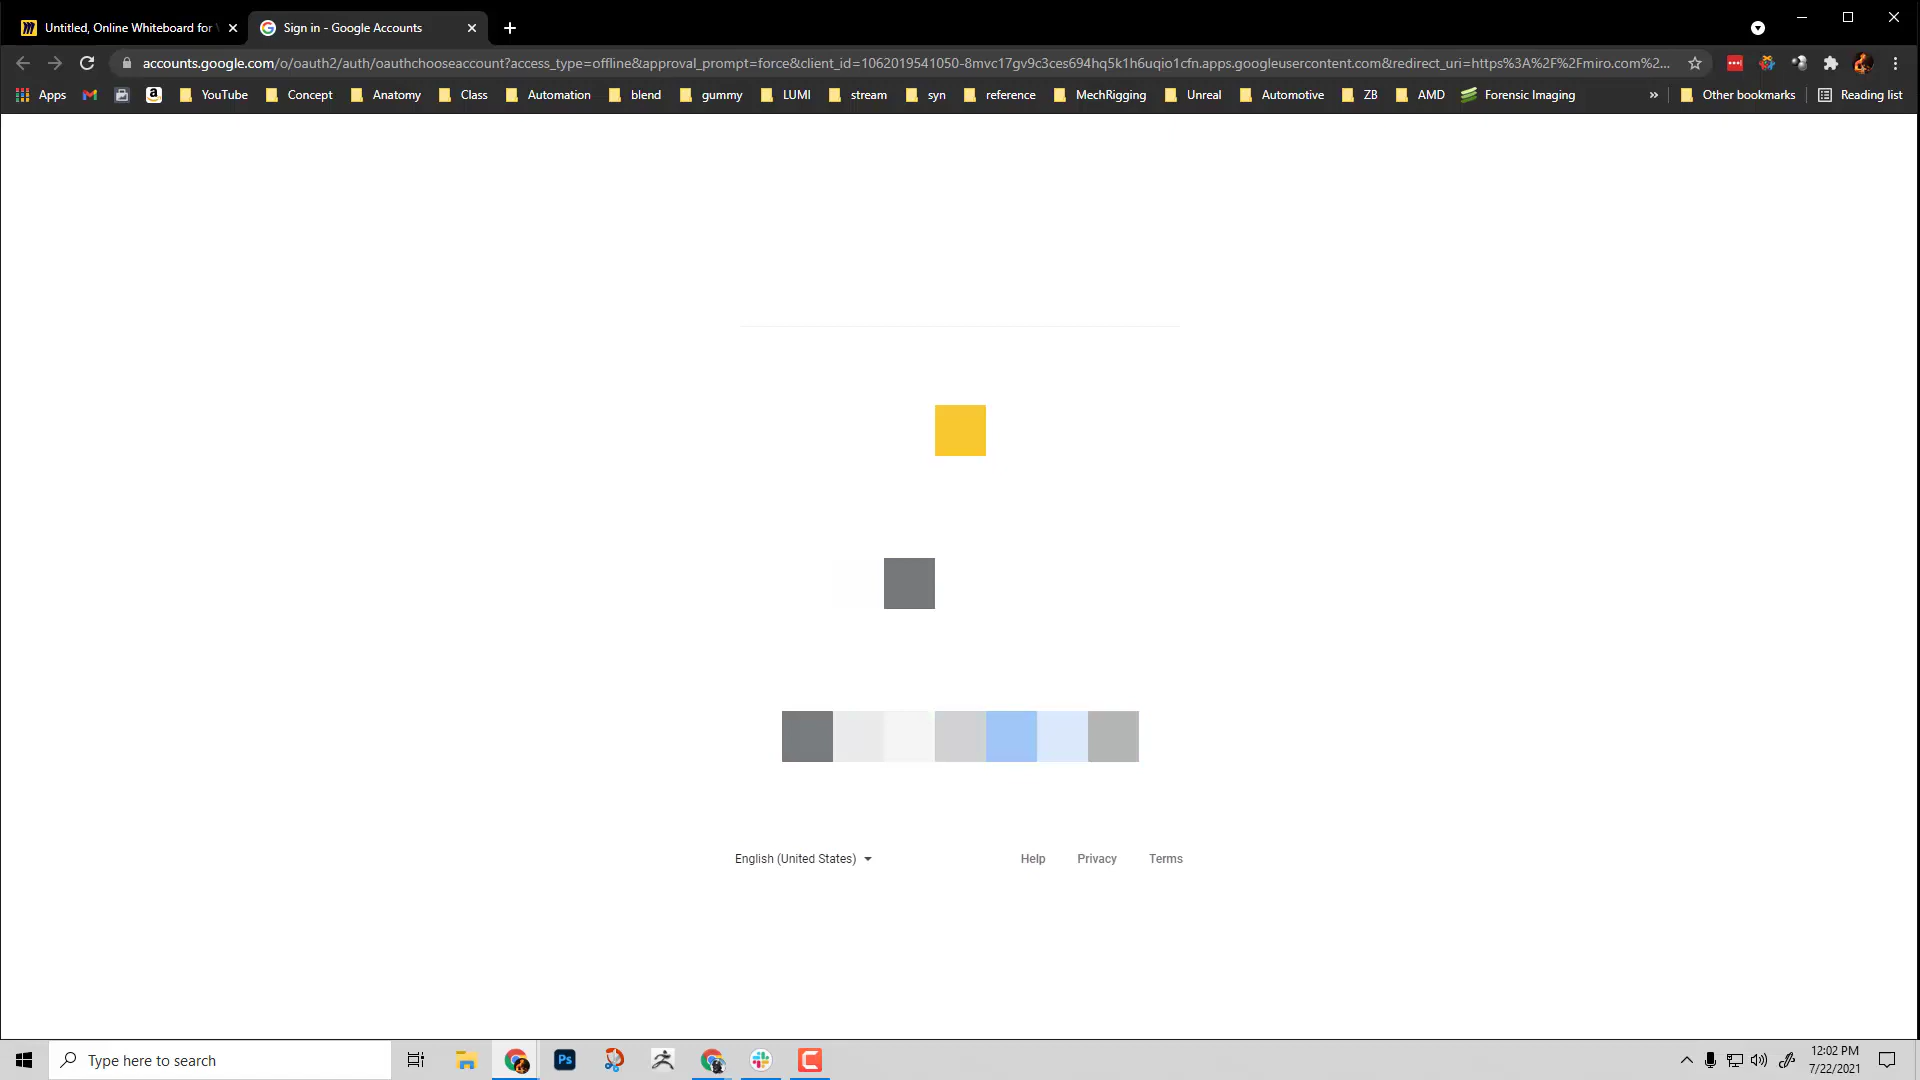 Untitled, Online Whiteboard for
Sign in - Google Accounts
accounts.google.com/o/oauth2/auth/oauthchooseaccount?access_type=offline&approval_prompt=force&client_id=1062019541050-8mvc17gv9c3ces694hq5k1h6uqio1cfn.apps.googleusercontent.com&redirect_uri=https%3A%2F%2Fmiro.com%2...
Apps YouTube Concept Anatomy Class Automation blend gummy LUMI stream syn reference MechRigging Unreal Automotive ZB AMD Forensic Imaging » Other bookmarks Reading list
English (United States) Help Privacy Terms
Type here to search
Ps
12:02 PM
7/22/2021